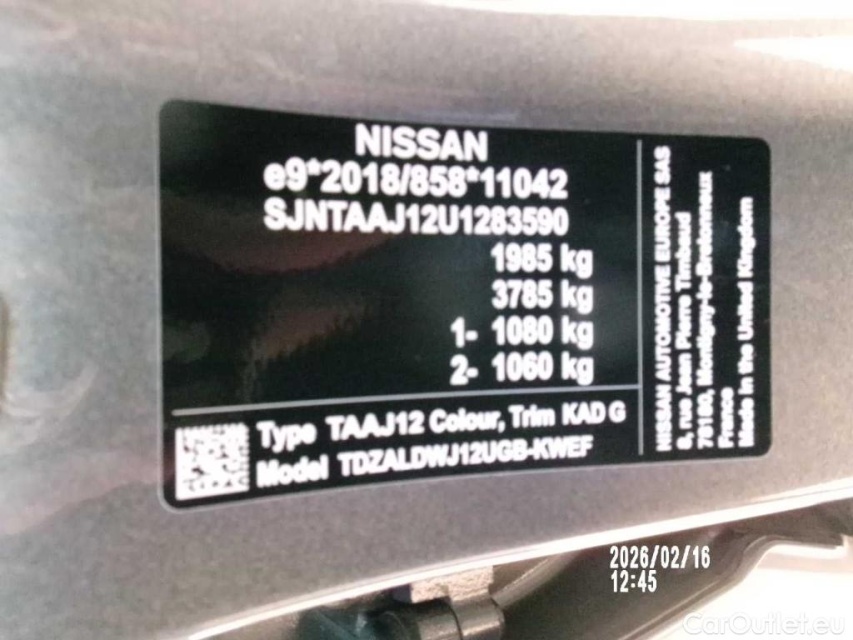 NISSAN
e9*2018/858*11042
SJNTAAJ12U1283590
1985 kg
3785 kg
1- 1080 kg
2- 1060 kg
Type TAAJ12 Colour, Trim KAD G
Model TDZALDWJ12UGB-KWEF
NISSAN AUTOMOTIVE EUROPE SAS
8, rue Jean Pierre Timbaud
78180, Montigny-le-Bretonneux
France
Made in the United Kingdom
2026/02/16
12:45
CarOutlet.eu